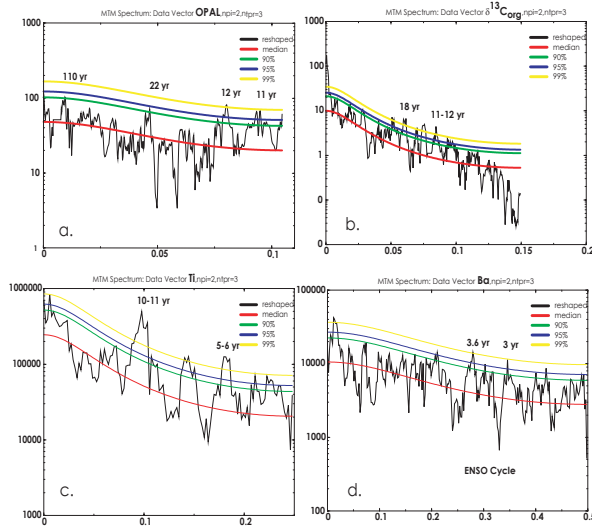 MTM Spectrum: Data Vector OPAL,npi=2,ntpr=3
1000
100
10
1
0
0.05
0.1
110 yr
22 yr
12 yr
11 yr
reshaped
median
90%
95%
99%
a.
MTM Spectrum: Data Vector δ¹³Corg,npi=2,ntpr=3
1000
100
10
1
0
0
0
0.05
0.1
0.15
0.2
18 yr
11-12 yr
reshaped
median
90%
95%
99%
b.
MTM Spectrum: Data Vector Ti,npi=2,ntpr=3
1000000
100000
10000
1000
0
0.1
0.2
10-11 yr
5-6 yr
reshaped
median
90%
95%
99%
c.
MTM Spectrum: Data Vector Ba,npi=2,ntpr=3
100000
10000
1000
100
0
0.1
0.2
0.3
0.4
0.5
3.6 yr
3 yr
reshaped
median
90%
95%
99%
ENSO Cycle
d.